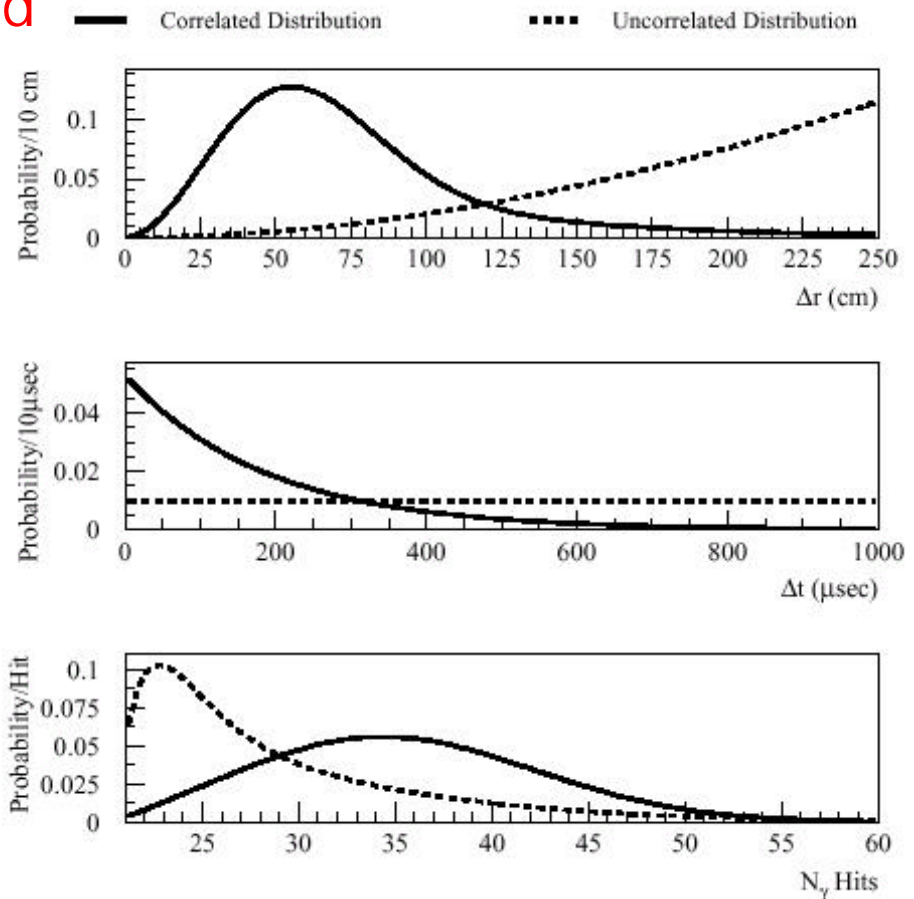 d
Correlated Distribution Uncorrelated Distribution
Probability/10 cm
0.1
0.05
0
0 25 50 75 100 125 150 175 200 225 250
Δr (cm)
Probability/10μsec
0.04
0.02
0
0 200 400 600 800 1000
Δt (μsec)
Probability/Hit
0.1
0.075
0.05
0.025
0
25 30 35 40 45 50 55 60
Nγ Hits